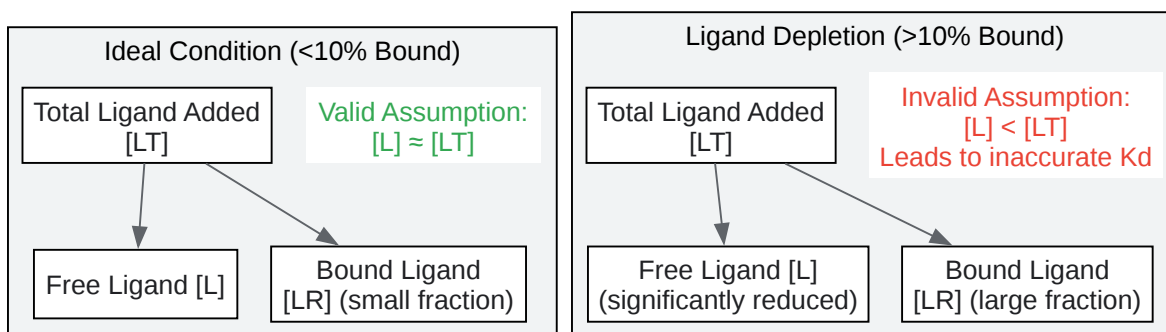 Ideal Condition (<10% Bound)
Total Ligand Added
[LT]
Valid Assumption:
[L] ≈ [LT]
Free Ligand [L]
Bound Ligand
[LR] (small fraction)
Ligand Depletion (>10% Bound)
Total Ligand Added
[LT]
Invalid Assumption:
[L] < [LT]
Leads to inaccurate Kd
Free Ligand [L]
(significantly reduced)
Bound Ligand
[LR] (large fraction)